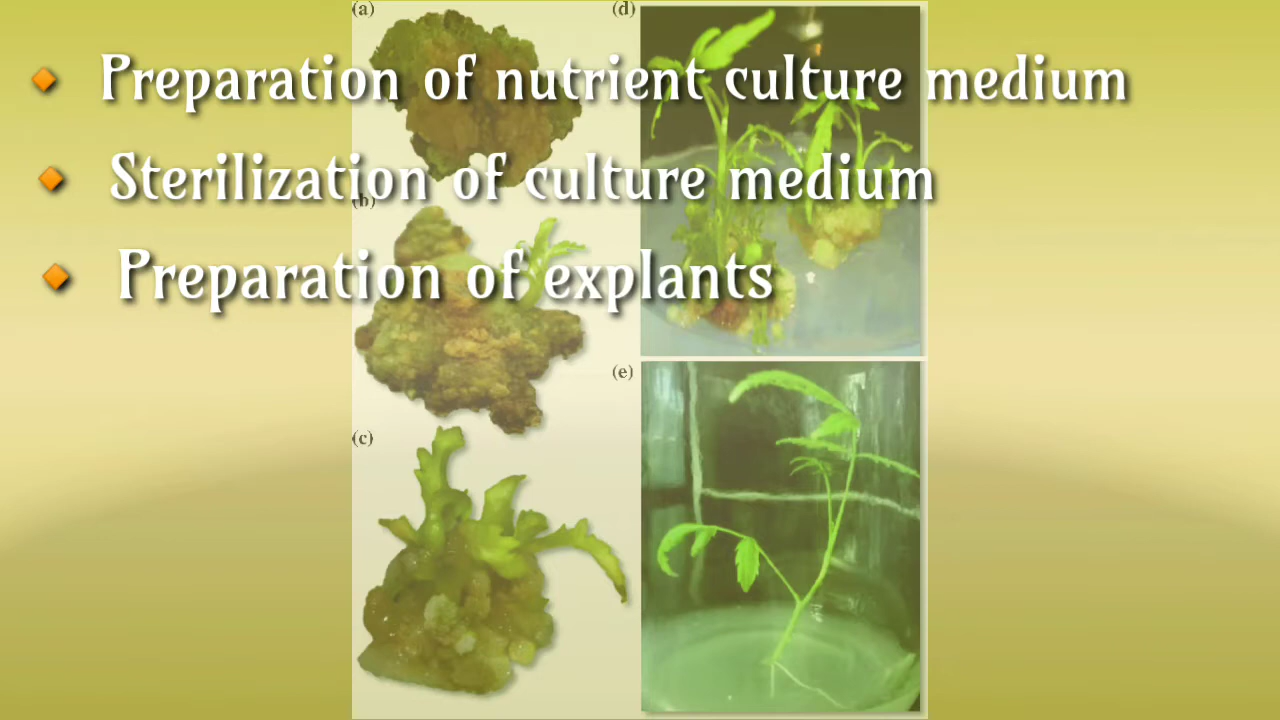 (a)
(d)
Preparation of nutrient culture medium
Sterilization of culture medium
(b)
Preparation of explants
(e)
(c)